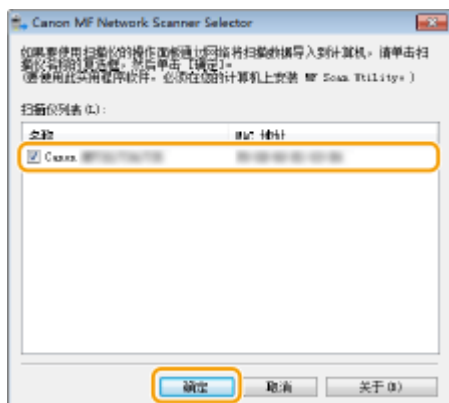 Canon MF Network Scanner Selector
如果要使用扫描仪的操作面板通过网络将扫描数据导入到计算机，请单击扫
描仪名称的复选框，然后单击 [确定]。
(要使用此实用程序软件，必须在您的计算机上安装 MF Scan Utility。)
扫描仪列表(L):
名称 MAC 地址
Canon
确定 取消 关于(B)